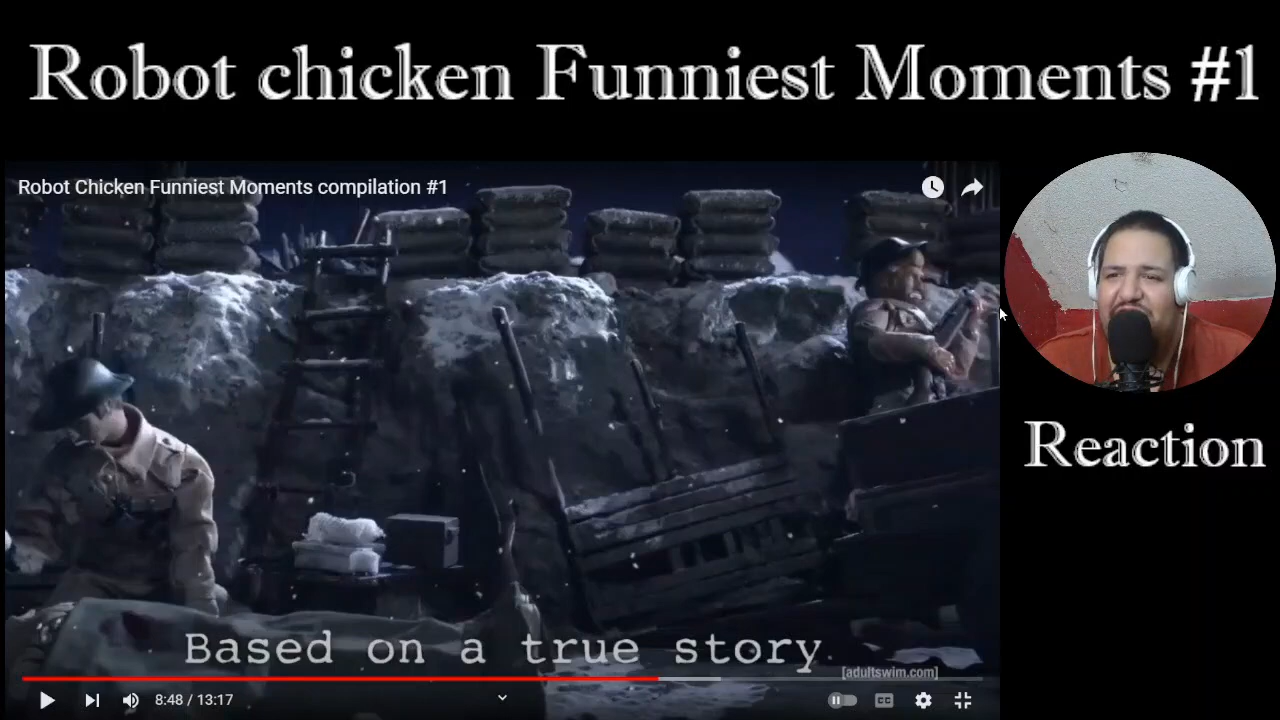 Robot chicken Funniest Moments #1
Robot Chicken Funniest Moments compilation #1
Reaction
Based on a true story
[adultswim.com]
8:48 / 13:17
CC